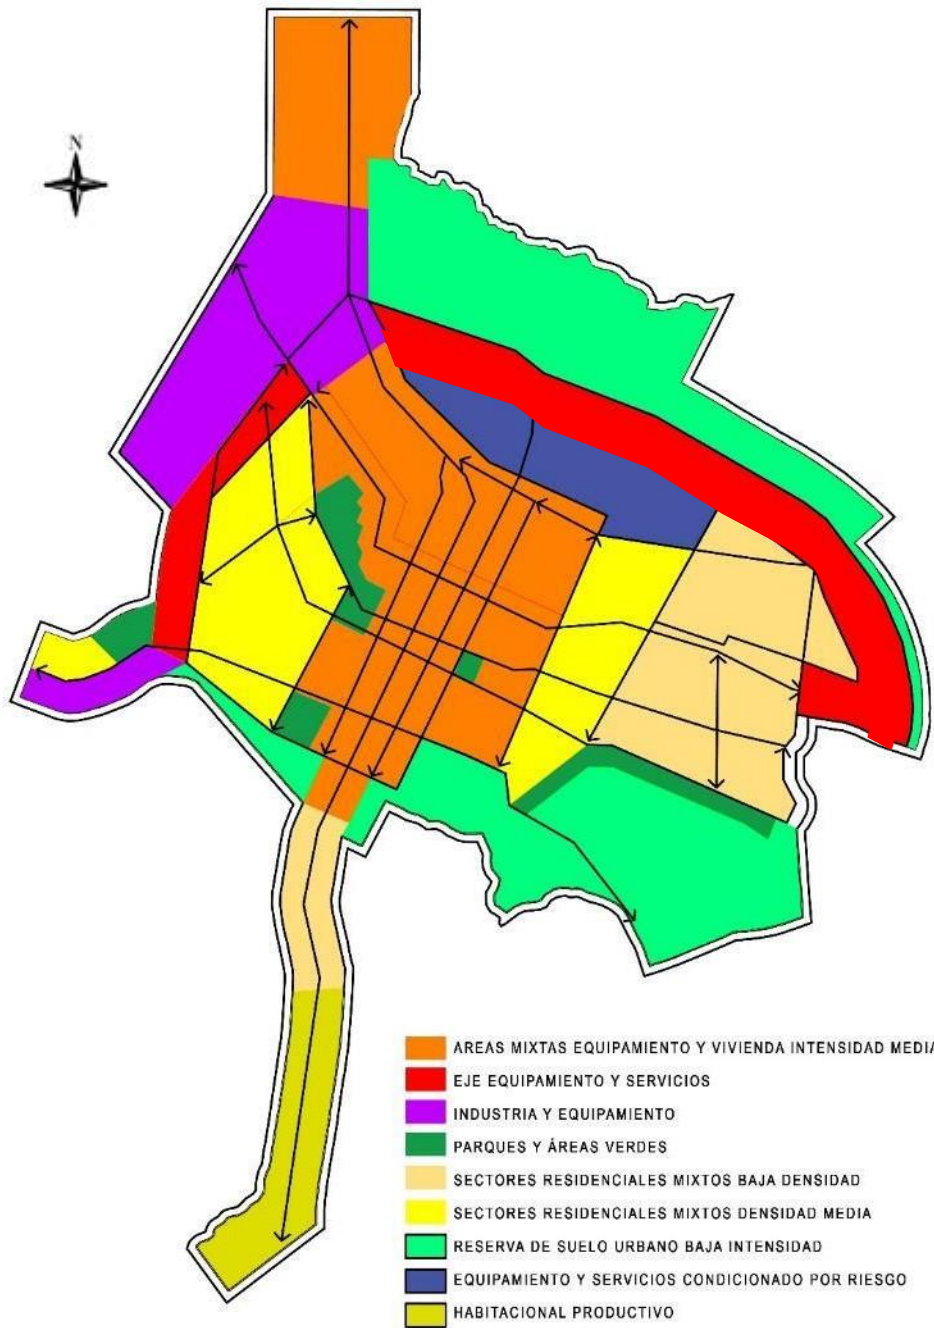 N
AREAS MIXTAS EQUIPAMIENTO Y VIVIENDA INTENSIDAD MEDIA
EJE EQUIPAMIENTO Y SERVICIOS
INDUSTRIA Y EQUIPAMIENTO
PARQUES Y ÁREAS VERDES
SECTORES RESIDENCIALES MIXTOS BAJA DENSIDAD
SECTORES RESIDENCIALES MIXTOS DENSIDAD MEDIA
RESERVA DE SUELO URBANO BAJA INTENSIDAD
EQUIPAMIENTO Y SERVICIOS CONDICIONADO POR RIESGO
HABITACIONAL PRODUCTIVO